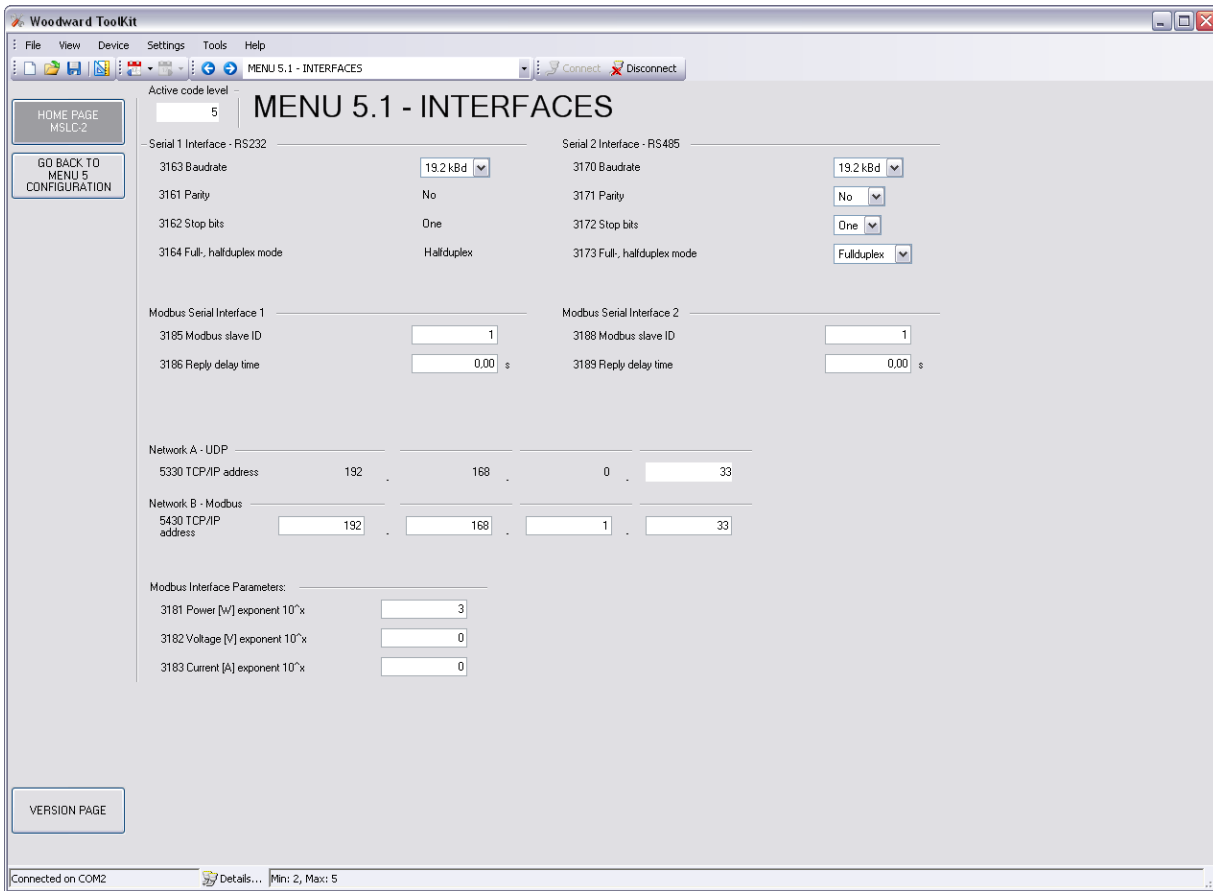 Woodward ToolKit
File View Device Settings Tools Help
MENU 5.1 - INTERFACES Connect Disconnect
HOME PAGE
MSLC-2
GO BACK TO
MENU 5
CONFIGURATION
Active code level
5
MENU 5.1 - INTERFACES
Serial 1 Interface - RS232
3163 Baudrate 19.2 kBd
3161 Parity No
3162 Stop bits One
3164 Full-, halfduplex mode Halfduplex
Serial 2 Interface - RS485
3170 Baudrate 19.2 kBd
3171 Parity No
3172 Stop bits One
3173 Full-, halfduplex mode Fullduplex
Modbus Serial Interface 1
3185 Modbus slave ID 1
3186 Reply delay time 0,00 s
Modbus Serial Interface 2
3188 Modbus slave ID 1
3189 Reply delay time 0,00 s
Network A - UDP
5330 TCP/IP address 192 . 168 . 0 . 33
Network B - Modbus
5430 TCP/IP
address 192 . 168 . 1 . 33
Modbus Interface Parameters:
3181 Power [W] exponent 10^x 3
3182 Voltage [V] exponent 10^x 0
3183 Current [A] exponent 10^x 0
VERSION PAGE
Connected on COM2 Details... Min: 2, Max: 5